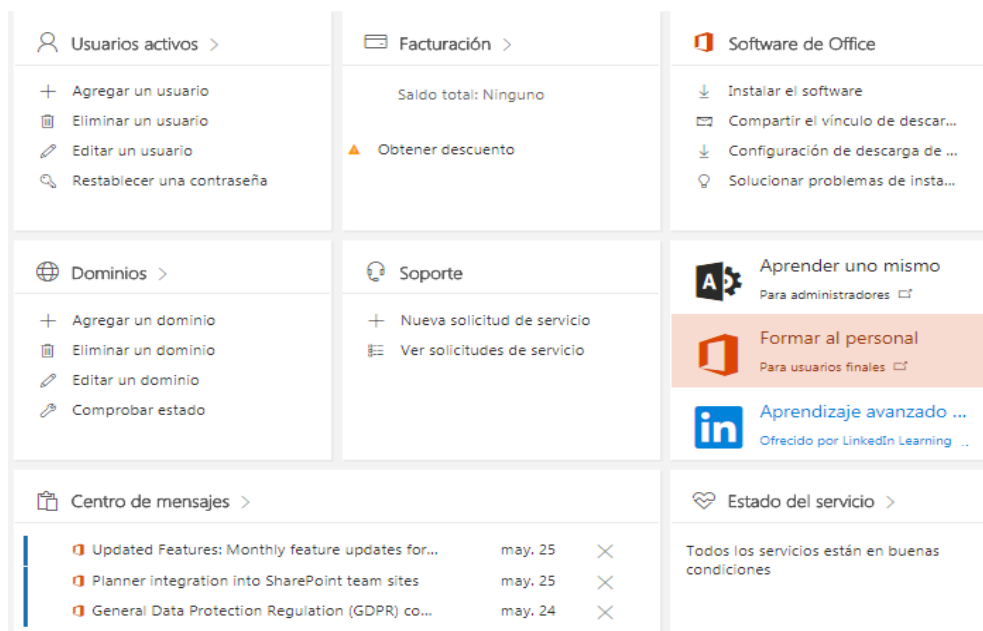 Usuarios activos >
Agregar un usuario
Eliminar un usuario
Editar un usuario
Restablecer una contraseña
Facturación >
Saldo total: Ninguno
Obtener descuento
Software de Office
Instalar el software
Compartir el vínculo de descar...
Configuración de descarga de ...
Solucionar problemas de insta...
Dominios >
Agregar un dominio
Eliminar un dominio
Editar un dominio
Comprobar estado
Soporte
Nueva solicitud de servicio
Ver solicitudes de servicio
Aprender uno mismo
Para administradores
Formar al personal
Para usuarios finales
Aprendizaje avanzado ...
Ofrecido por LinkedIn Learning ..
Centro de mensajes >
Updated Features: Monthly feature updates for... may. 25
Planner integration into SharePoint team sites may. 25
General Data Protection Regulation (GDPR) co... may. 24
Estado del servicio >
Todos los servicios están en buenas
condiciones